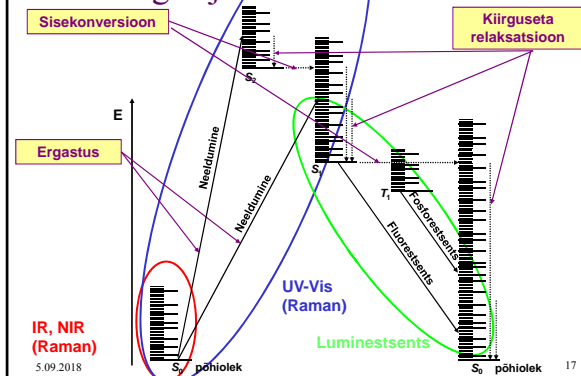 Sisekonversioon
Kiirguseta
relaksatsioon
S2
E
S1
Ergastus
Neeldumine
Neeldumine
T1
Fosforestsents
Fluorestsents
UV-Vis
(Raman)
IR, NIR
(Raman)
Luminestsents
5.09.2018
S0 põhiolek
S0 põhiolek
17